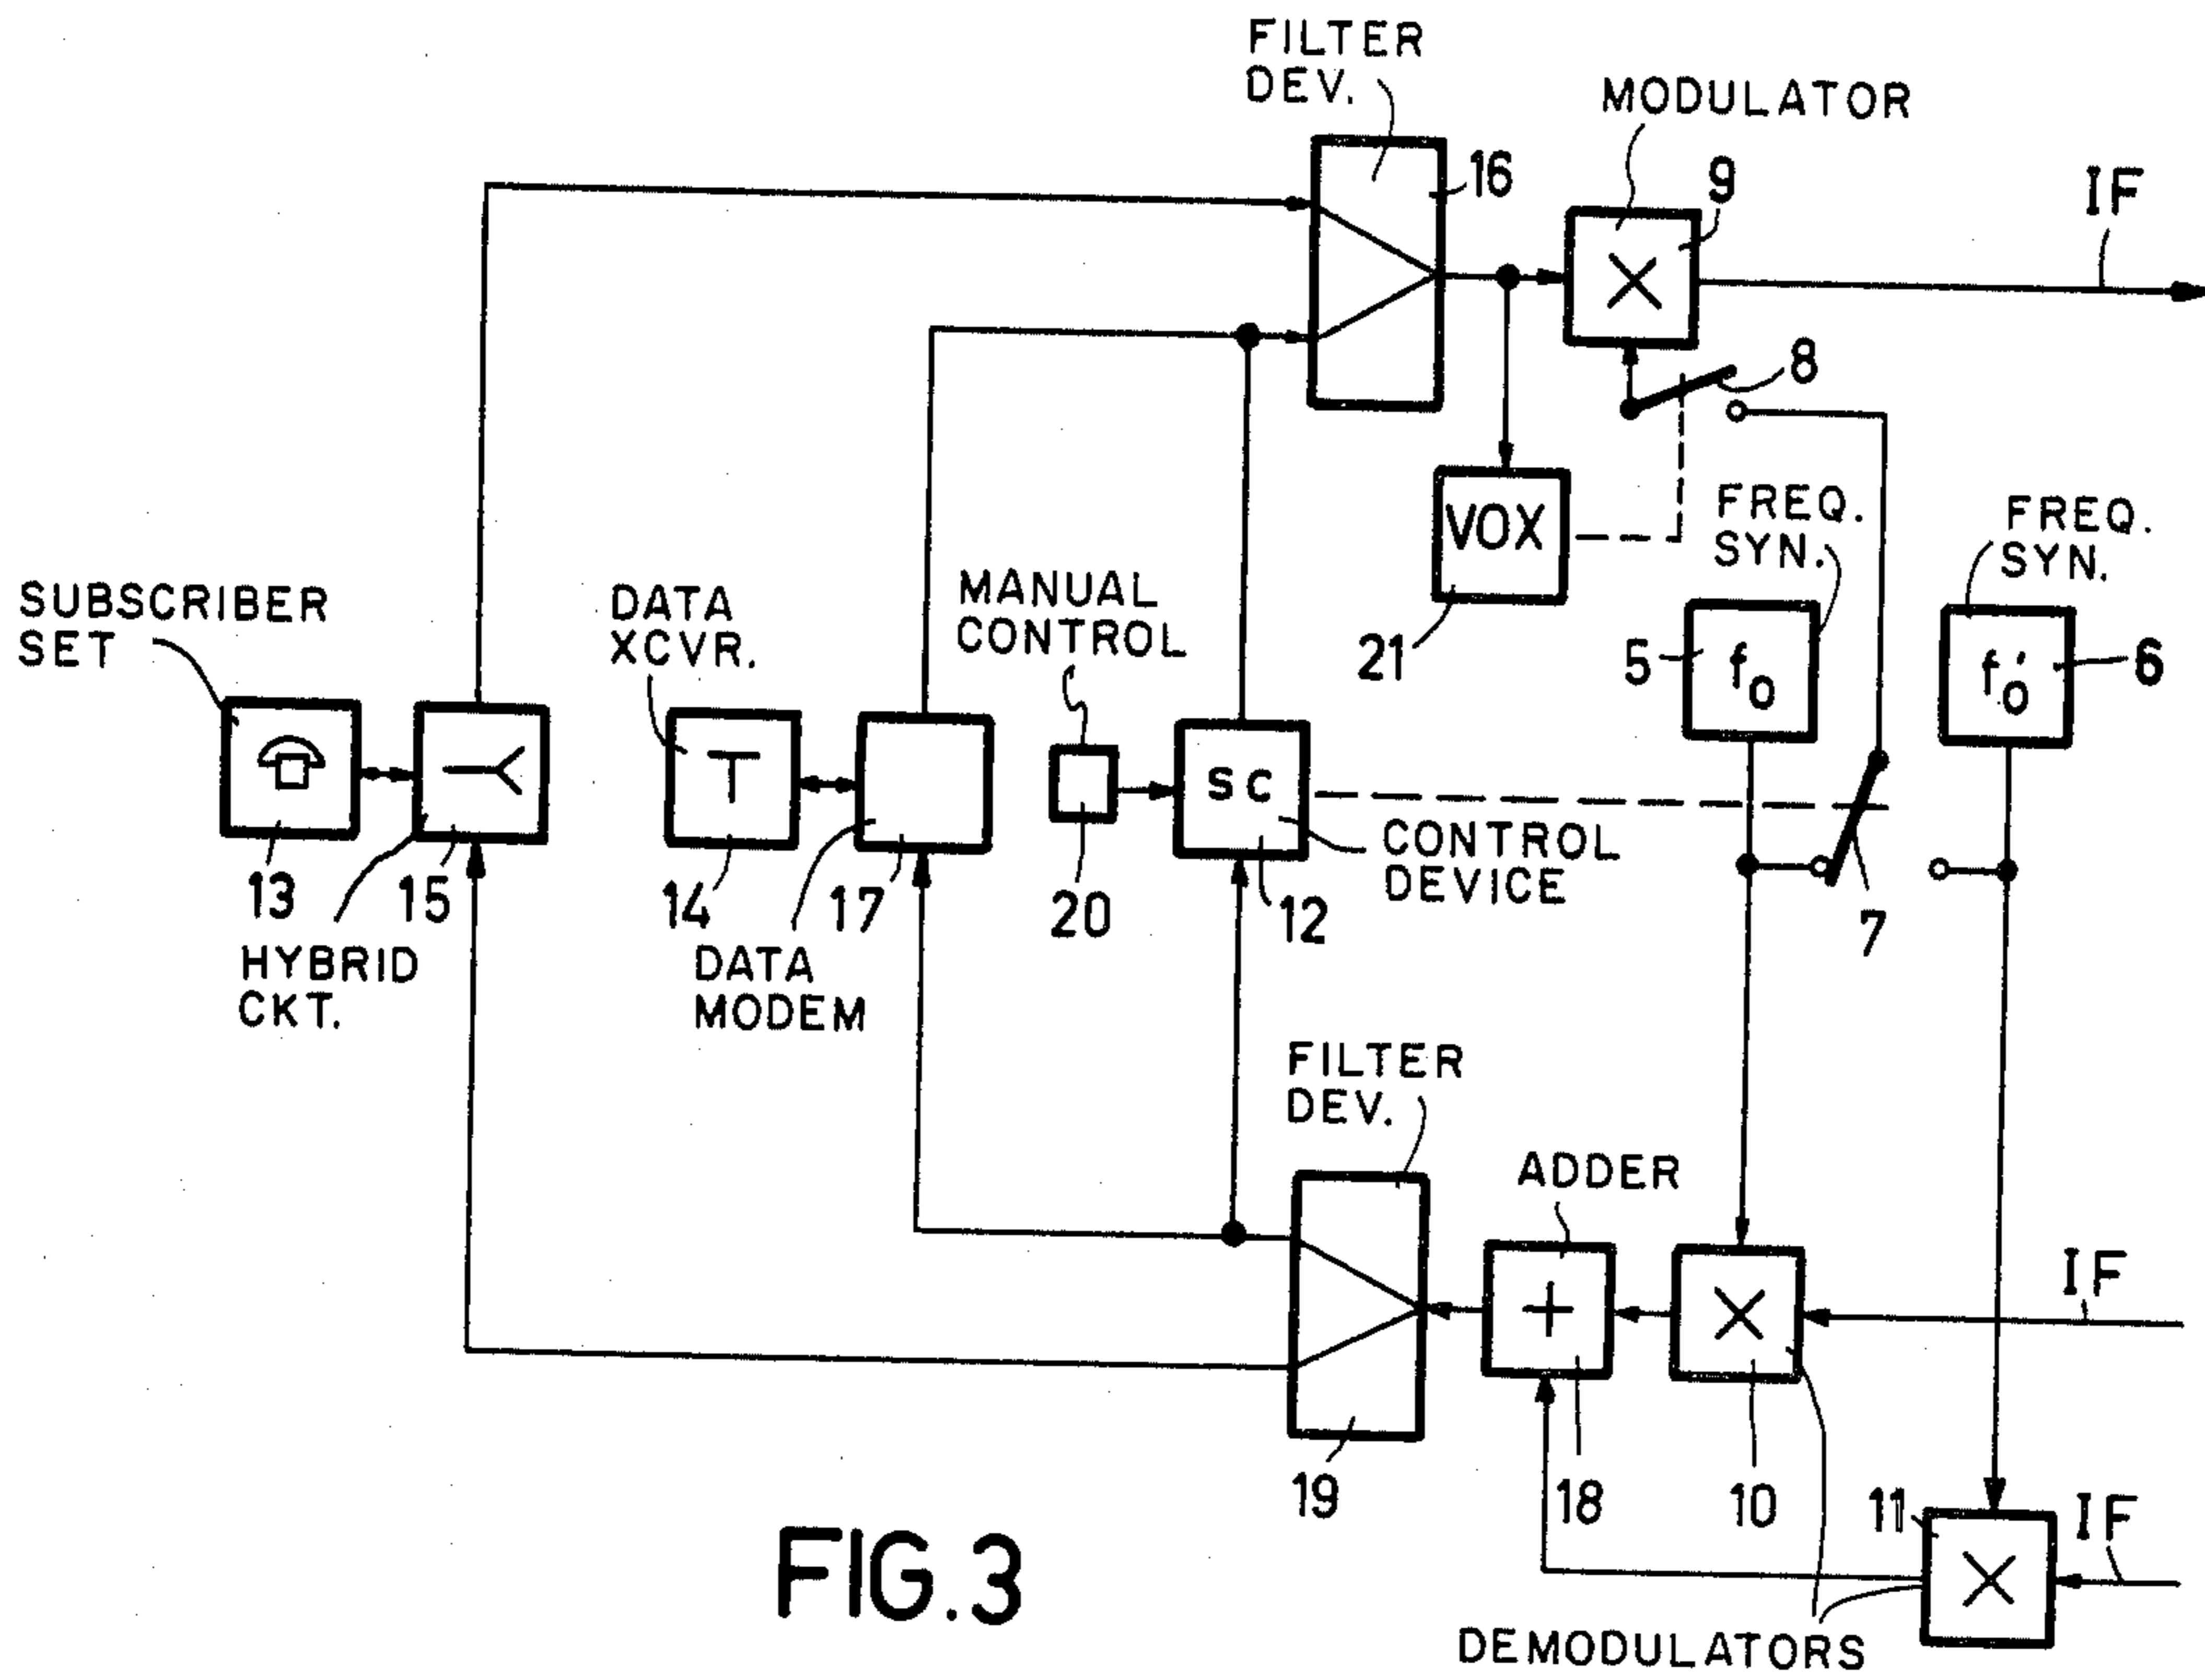 FILTER
DEV.
MODULATOR
16
9
IF
8
VOX
21
FREQ.
SYN.
FREQ.
SYN.
5
fo
f'o
6
SUBSCRIBER
SET
DATA
XCVR.
MANUAL
CONTROL
T
SC
13
15
14
17
20
12
CONTROL
DEVICE
7
HYBRID
CKT.
DATA
MODEM
FILTER
DEV.
ADDER
IF
+
X
X
19
18
10
11
IF
X
DEMODULATORS
FIG.3